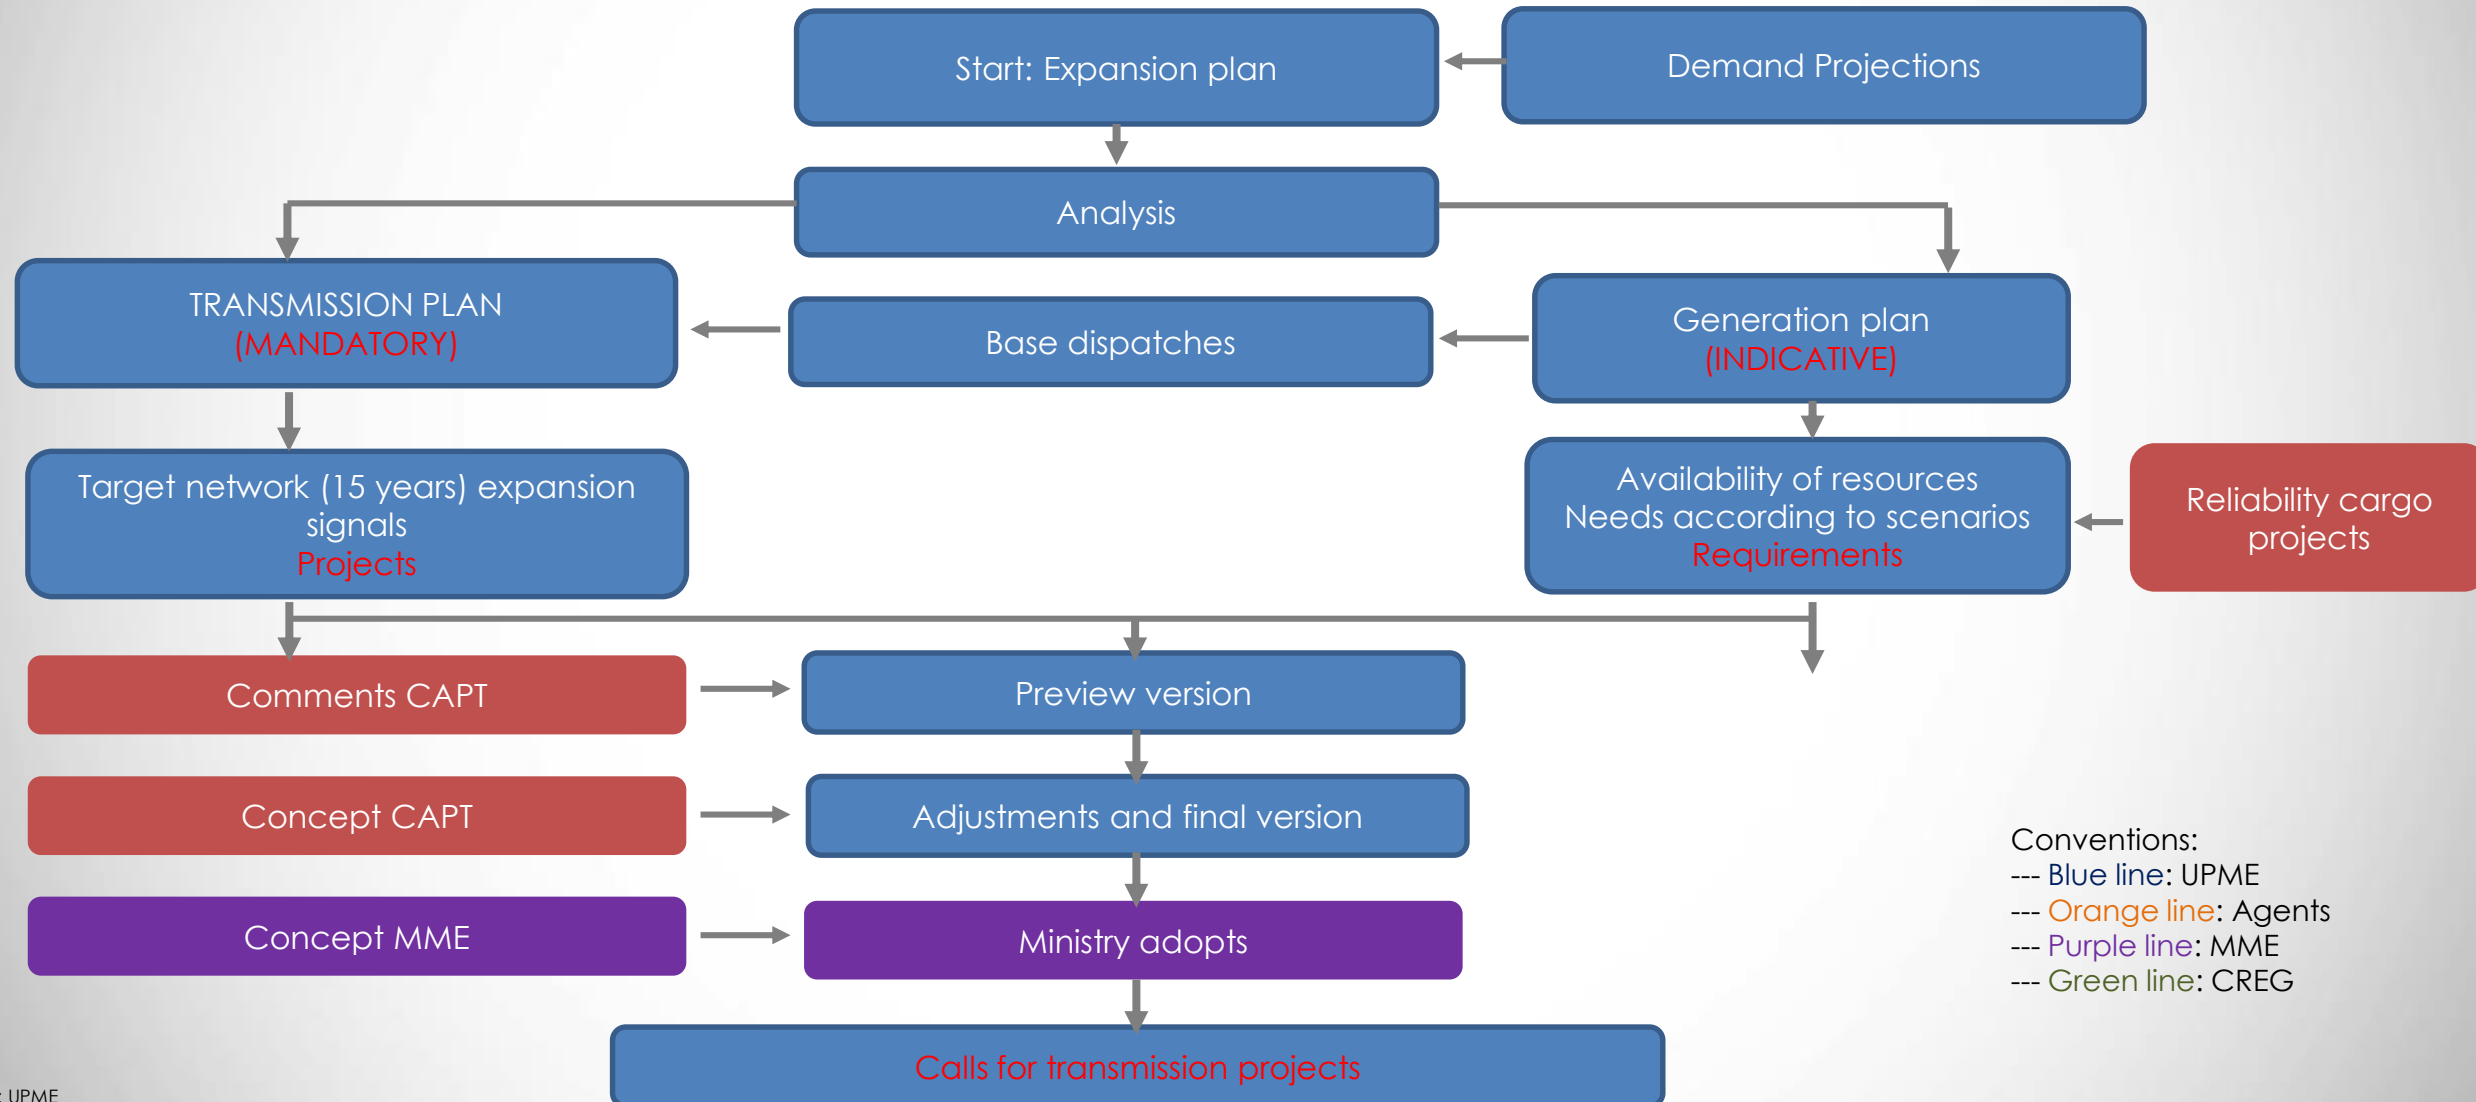 Start: Expansion plan
Demand Projections
Analysis
TRANSMISSION PLAN
(MANDATORY)
Base dispatches
Generation plan
(INDICATIVE)
Target network (15 years) expansion
signals
Projects
Availability of resources
Needs according to scenarios
Requirements
Reliability cargo
projects
Comments CAPT
Preview version
Concept CAPT
Adjustments and final version
Concept MME
Ministry adopts
Calls for transmission projects
Conventions:
--- Blue line: UPME
--- Orange line: Agents
--- Purple line: MME
--- Green line: CREG
: UPME